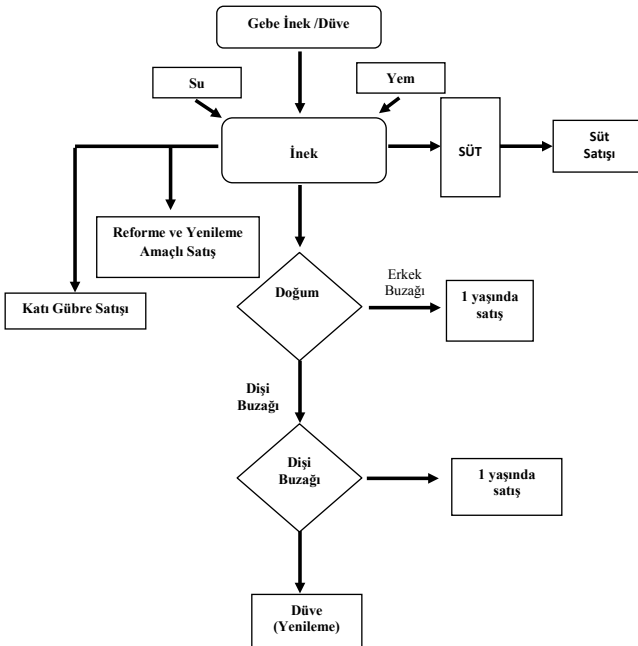 Gebe İnek /Düve
Su
Yem
İnek
SÜT
Süt
Satışı
Reforme ve Yenileme
Amaçlı Satış
Katı Gübre Satışı
Doğum
Erkek
Buzağı
1 yaşında
satış
Dişi
Buzağı
Dişi
Buzağı
1 yaşında
satış
Düve
(Yenileme)